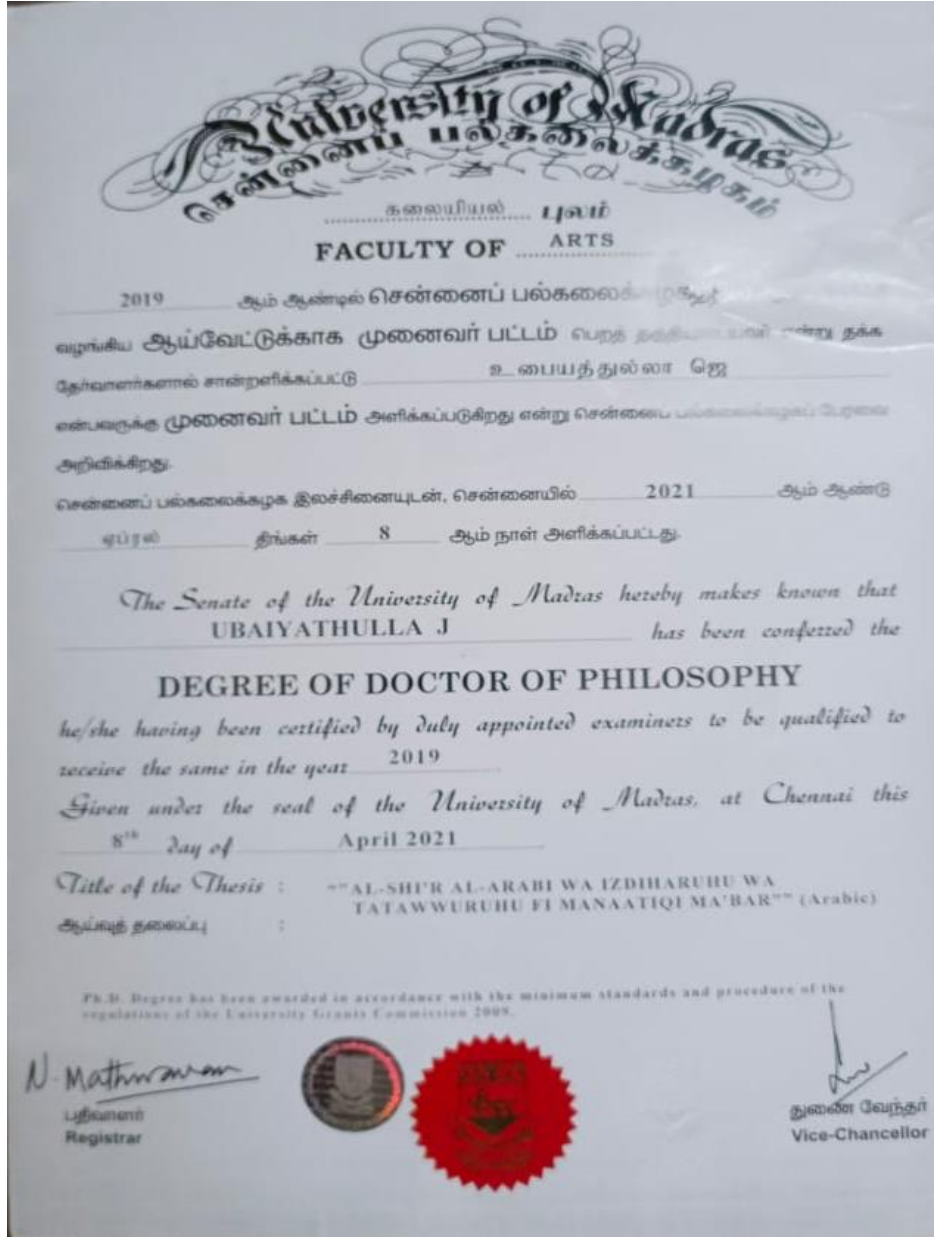 University of Madras
சென்னைப் பல்கலைக்கழகம்
கலையியல் புலம்
FACULTY OF ARTS
2019 ஆம் ஆண்டில் சென்னைப் பல்கலைக்
வழங்கிய ஆய்வேட்டுக்காக முனைவர் பட்டம் பெறத் என்று தக்க
தேர்வாளர்களால் சான்றளிக்கப்பட்டு உபையத்துல்லா ஜெ
என்பவருக்கு முனைவர் பட்டம் அளிக்கப்படுகிறது என்று சென்னைப் பல்கலைக்கழகப் பேரவை
அறிவிக்கிறது.
சென்னைப் பல்கலைக்கழக இலச்சினையுடன், சென்னையில் 2021 ஆம் ஆண்டு
ஏப்ரல் திங்கள் 8 ஆம் நாள் அளிக்கப்பட்டது.
The Senate of the University of Madras hereby makes known that
UBAIYATHULLA J has been conferred the
DEGREE OF DOCTOR OF PHILOSOPHY
he/she having been certified by duly appointed examiners to be qualified to
receive the same in the year 2019
Given under the seal of the University of Madras, at Chennai this
8th day of April 2021
Title of the Thesis : ""AL-SHI'R AL-ARABI WA IZDIHARUHU WA
TATAWWURUHU FI MANAATIQI MA'BAR"" (Arabic)
ஆய்வுத் தலைப்பு :
Ph.D. Degree has been awarded in accordance with the minimum standards and procedure of the
regulations of the University Grants Commission 2009.
பதிவாளர்
Registrar
துணை வேந்தர்
Vice-Chancellor